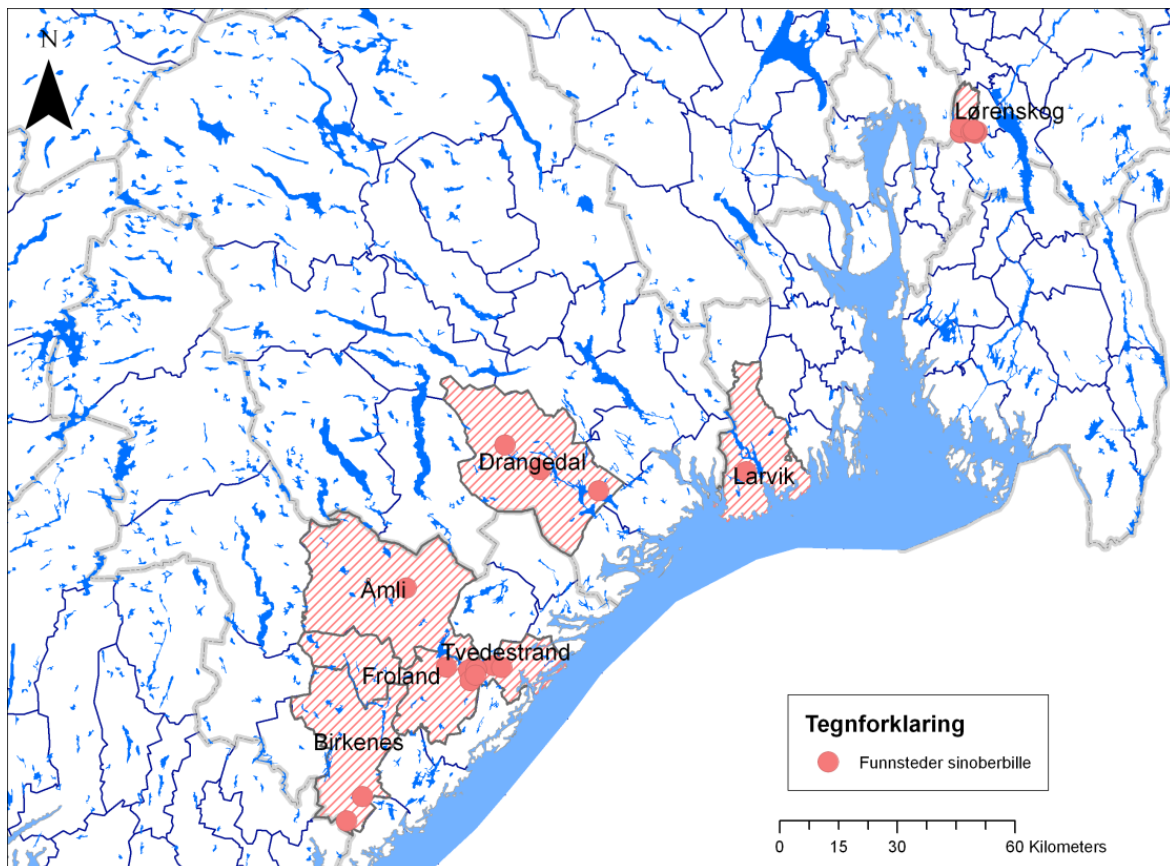 N
Lørenskog
Drangedal
Larvik
Åmli
Tvedestrand
Froland
Birkenes
Tegnforklaring
Funnsteder sinoberbille
0 15 30 60 Kilometers